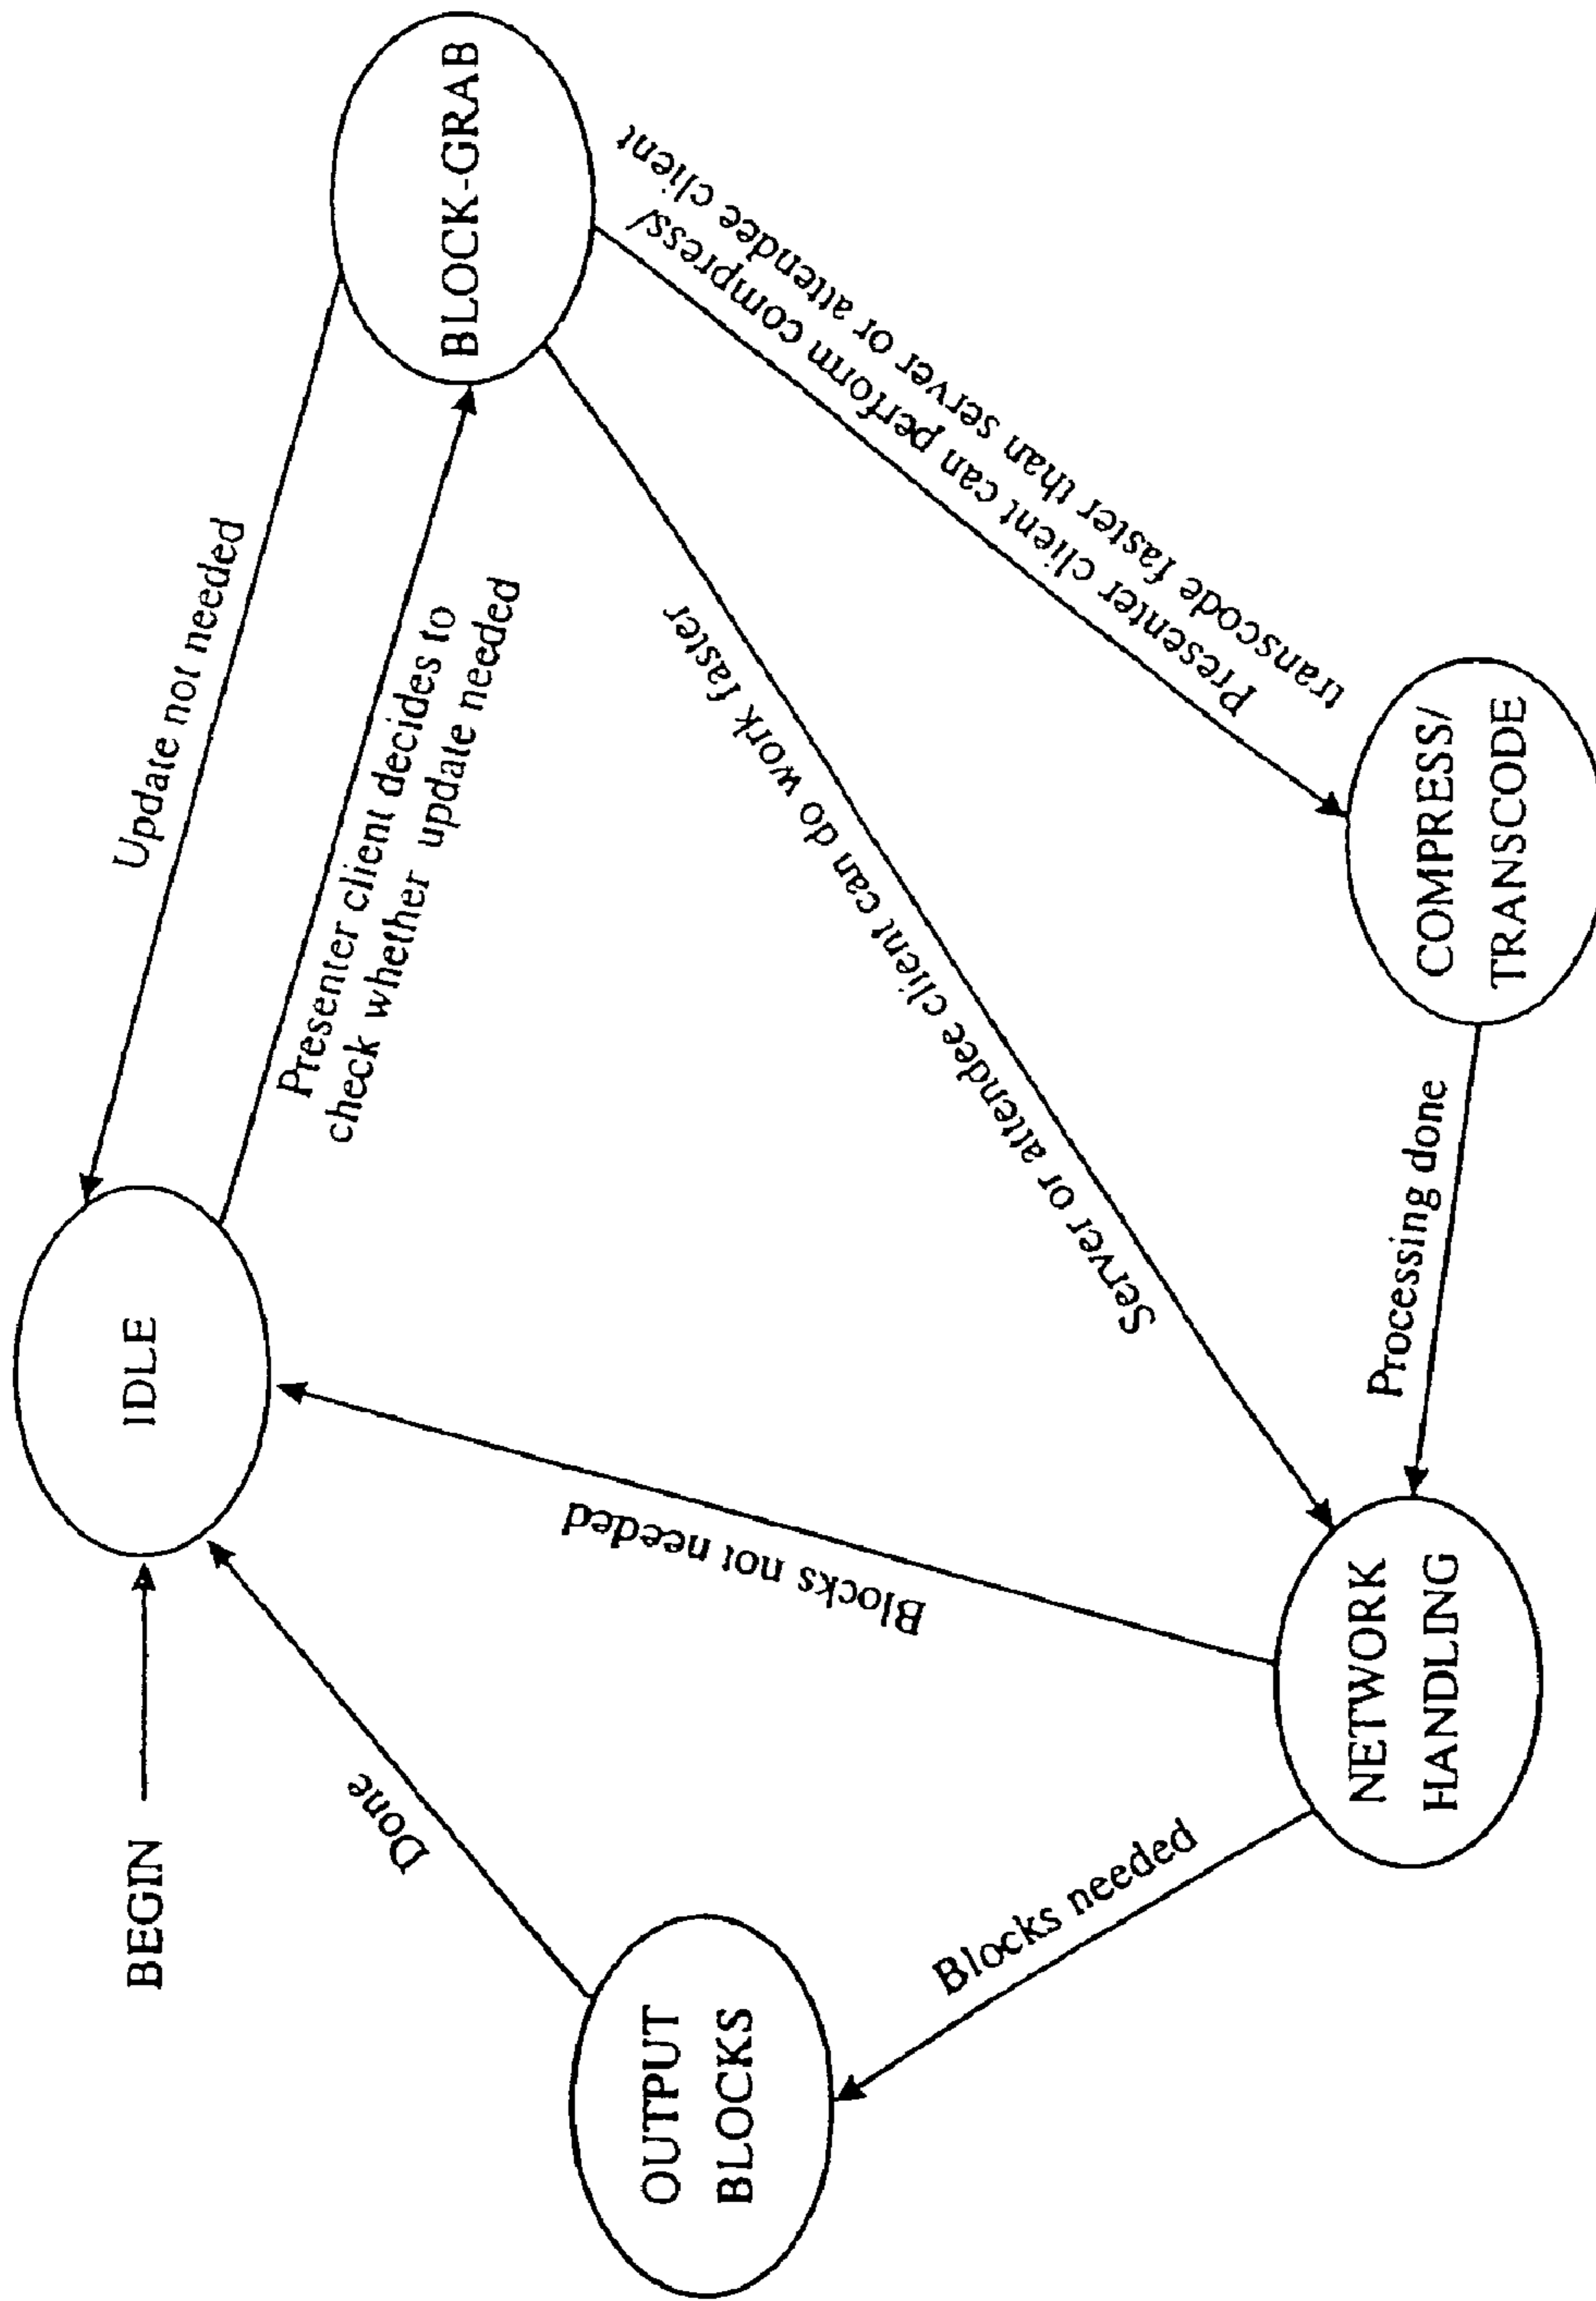 BEGIN
IDLE
Update not needed
Presenter client decides to
check whether update needed
BLOCK-GRAB
Done
Blocks not needed
Server or attendee client can do work faster
Presenter client can perform compress/
transcode faster than server or attendee client
OUTPUT
BLOCKS
Blocks needed
NETWORK
HANDLING
Processing done
COMPRESS/
TRANSCODE